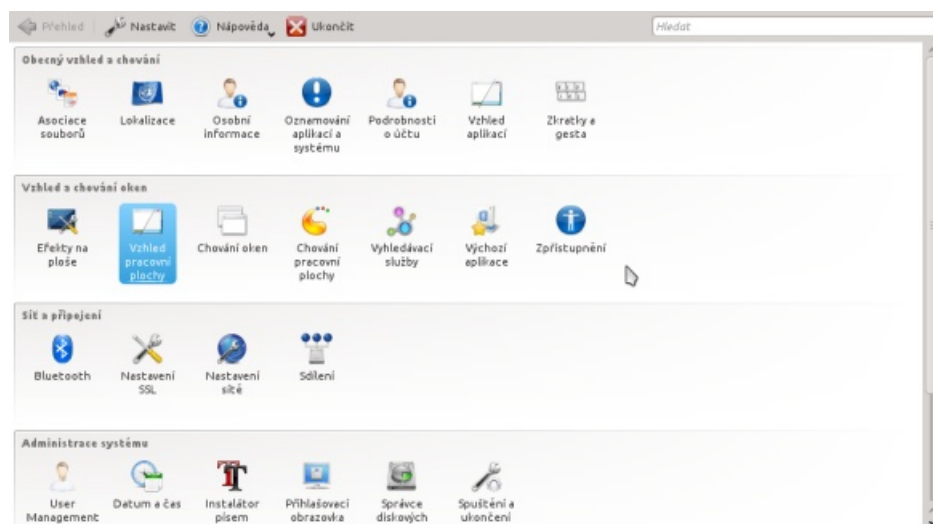 Přehled Nastavit Nápověda Ukončit Hledat
Obecný vzhled a chování
Asociace souborů
Lokalizace
Osobní informace
Oznamování aplikací a systému
Podrobnosti o účtu
Vzhled aplikací
Zkratky a gesta
Vzhled a chování oken
Efekty na ploše
Vzhled pracovní plochy
Chování oken
Chování pracovní plochy
Vyhledávací služby
Výchozí aplikace
Zpřístupnění
Síť a připojení
Bluetooth
Nastavení SSL
Nastavení sítě
Sdílení
Administrace systému
User Management
Datum a čas
Instalátor písem
Přihlašovací obrazovka
Správce diskových
Spuštění a ukončení